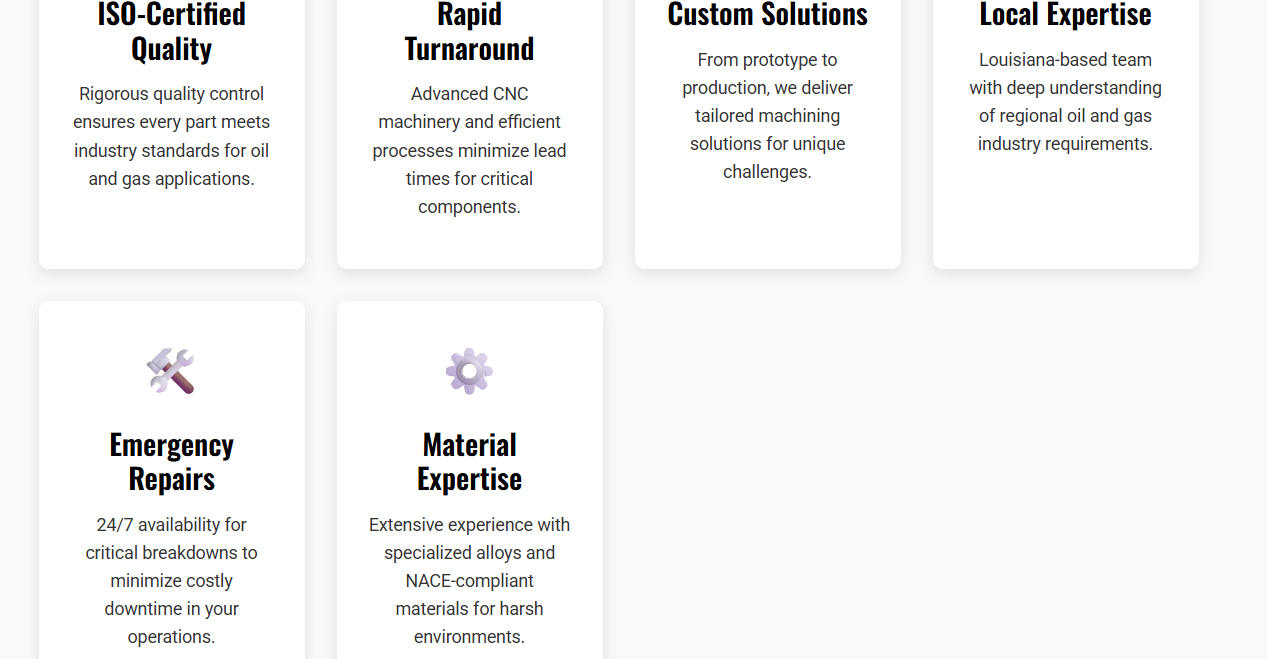 ISO-Certified
Quality
Rigorous quality control
ensures every part meets
industry standards for oil
and gas applications.
Rapid
Turnaround
Advanced CNC
machinery and efficient
processes minimize lead
times for critical
components.
Custom Solutions
From prototype to
production, we deliver
tailored machining
solutions for unique
challenges.
Local Expertise
Louisiana-based team
with deep understanding
of regional oil and gas
industry requirements.
Emergency
Repairs
24/7 availability for
critical breakdowns to
minimize costly
downtime in your
operations.
Material
Expertise
Extensive experience with
specialized alloys and
NACE-compliant
materials for harsh
environments.